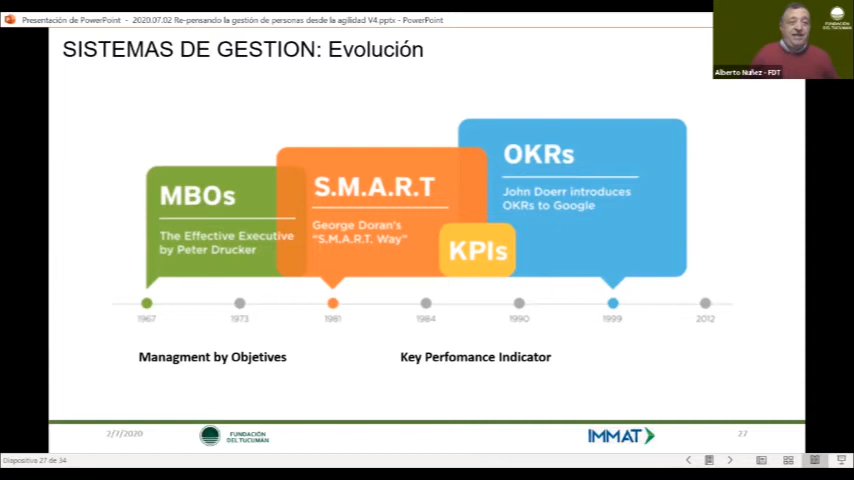 Presentación de PowerPoint - 2020.07.02 Re-pensando la gestión de personas desde la agilidad V4.pptx - PowerPoint
FUNDACIÓN
DEL TUCUMAN
Alberto Nuñez - FDT
SISTEMAS DE GESTION: Evolución
MBOs
The Effective Executive
by Peter Drucker
S.M.A.R.T
George Doran's
"S.M.A.R.T. Way"
KPIs
OKRs
John Doerr introduces
OKRs to Google
1967 1973 1981 1984 1990 1999 2012
Managment by Objetives
Key Perfomance Indicator
2/7/2020
FUNDACIÓN
DEL TUCUMAN
IMMAT
27
Diapositiva 27 de 34